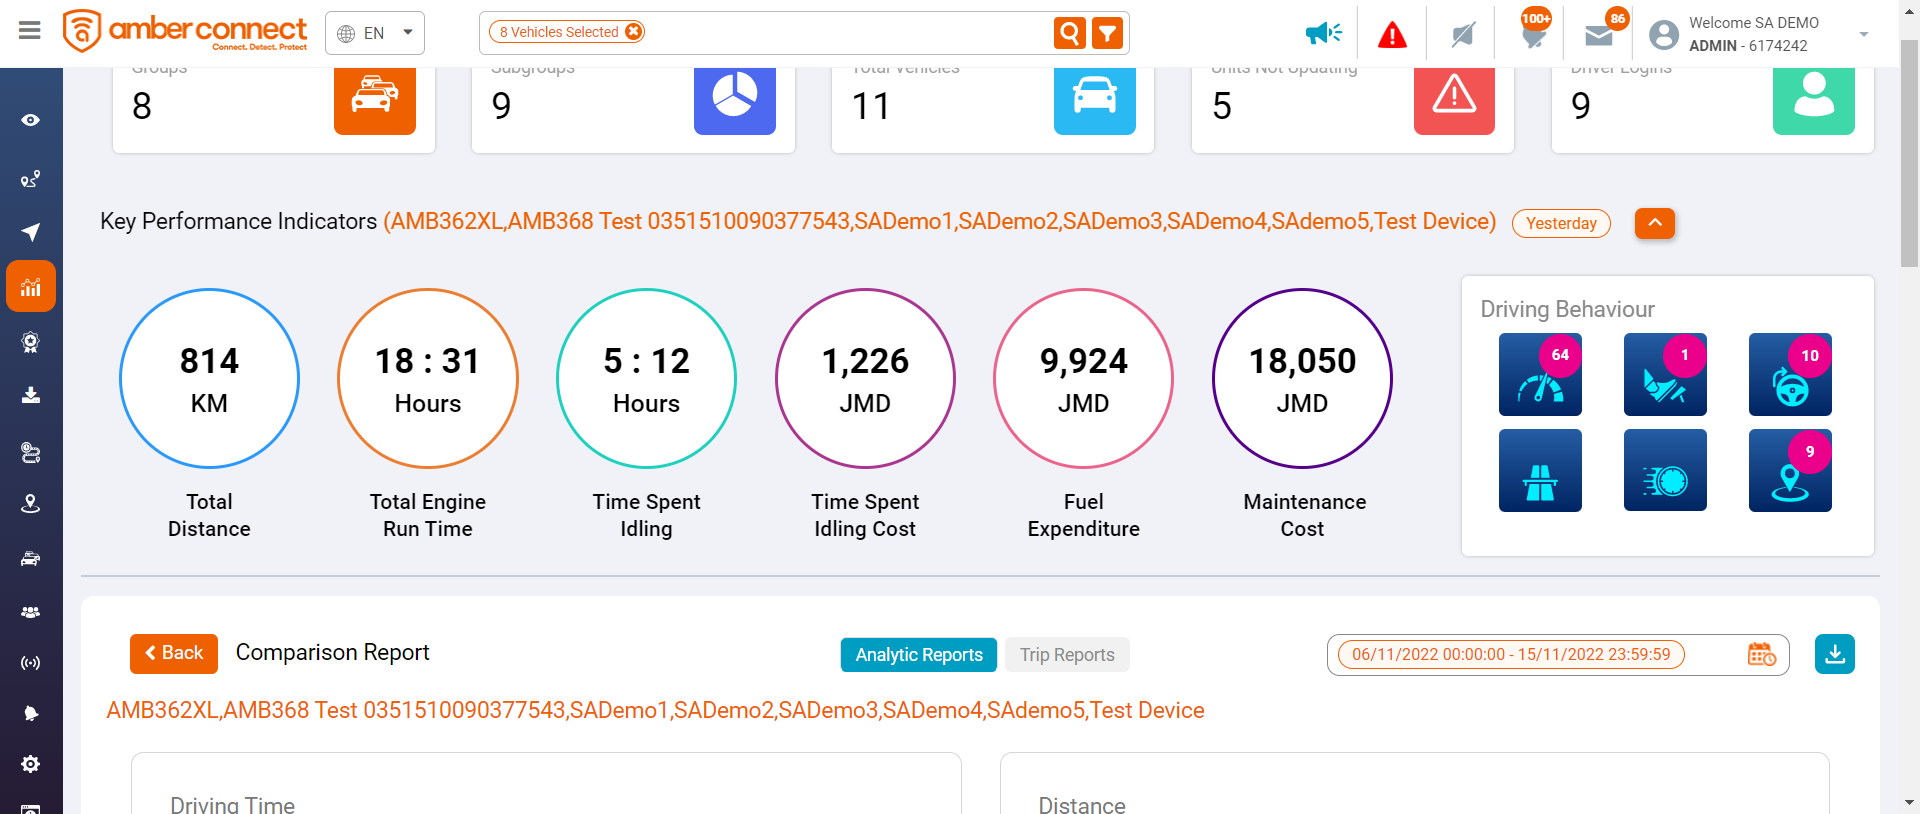 amber connect
Connect. Detect. Protect
EN
8 Vehicles Selected
100+
86
Welcome SA DEMO
ADMIN - 6174242
Groups
8
Subgroups
9
Total Vehicles
11
Units Not Updating
5
Driver Logins
9
Key Performance Indicators (AMB362XL,AMB368 Test 0351510090377543,SADemo1,SADemo2,SADemo3,SADemo4,SAdemo5,Test Device)
Yesterday
814
KM
Total
Distance
18 : 31
Hours
Total Engine
Run Time
5 : 12
Hours
Time Spent
Idling
1,226
JMD
Time Spent
Idling Cost
9,924
JMD
Fuel
Expenditure
18,050
JMD
Maintenance
Cost
Driving Behaviour
64
1
10
9
Back
Comparison Report
Analytic Reports
Trip Reports
06/11/2022 00:00:00 - 15/11/2022 23:59:59
AMB362XL,AMB368 Test 0351510090377543,SADemo1,SADemo2,SADemo3,SADemo4,SAdemo5,Test Device
Driving Time
Distance